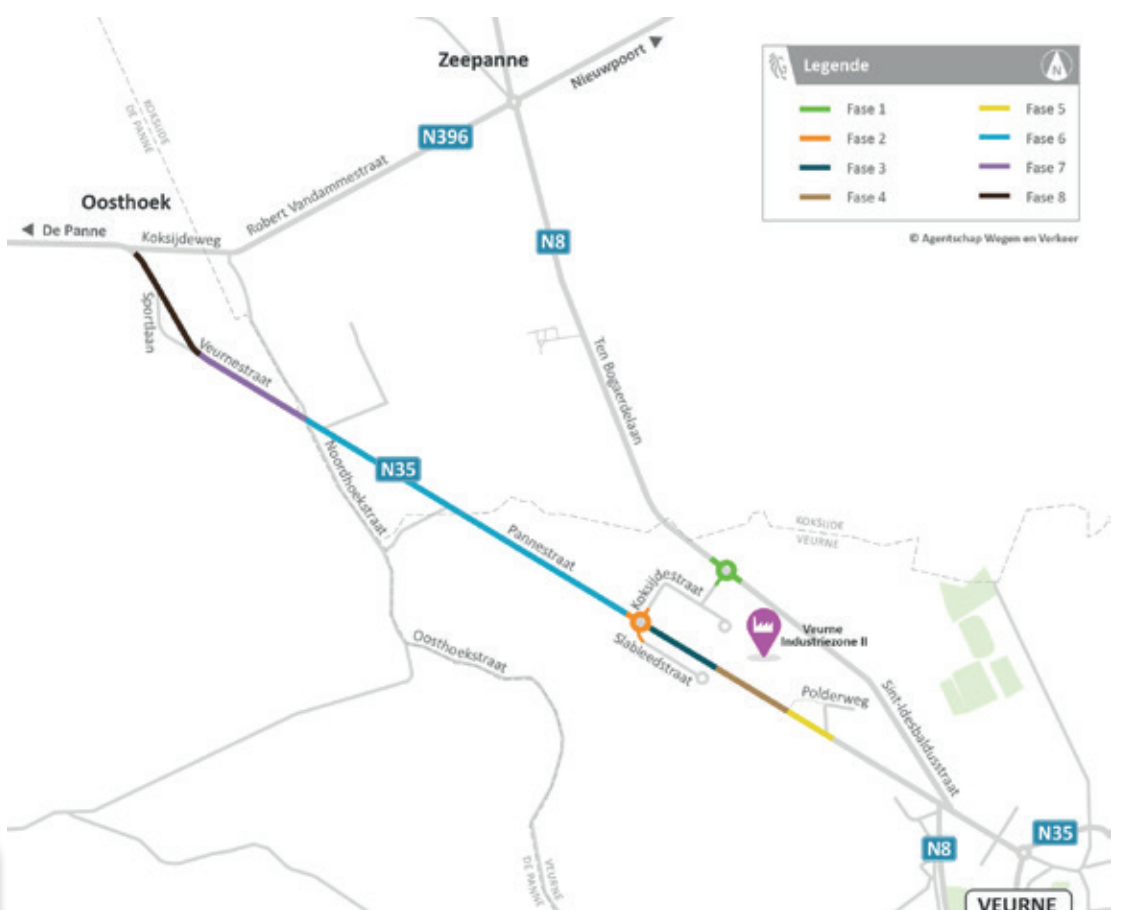 Zeepanne
Nieuwpoort
Legende
N
Fase 1
Fase 5
Fase 2
Fase 6
Fase 3
Fase 7
Fase 4
Fase 8
© Agentschap Wegen en Verkeer
KOKSIJDE
DE PANNE
N396
Robert Vandammestraat
Oosthoek
De Panne
Koksijdeweg
N8
Sportlaan
Veurnestraat
Ten Bogaerdelaan
N35
Noordhoekstraat
Pannestraat
KOKSIJDE
VEURNE
Koksijdestraat
Slableedstraat
Veurne
Industriezone II
Oosthoekstraat
Polderweg
Sint-Idesbaldusstraat
N35
N8
VEURNE
DE PANNE
VEURNE